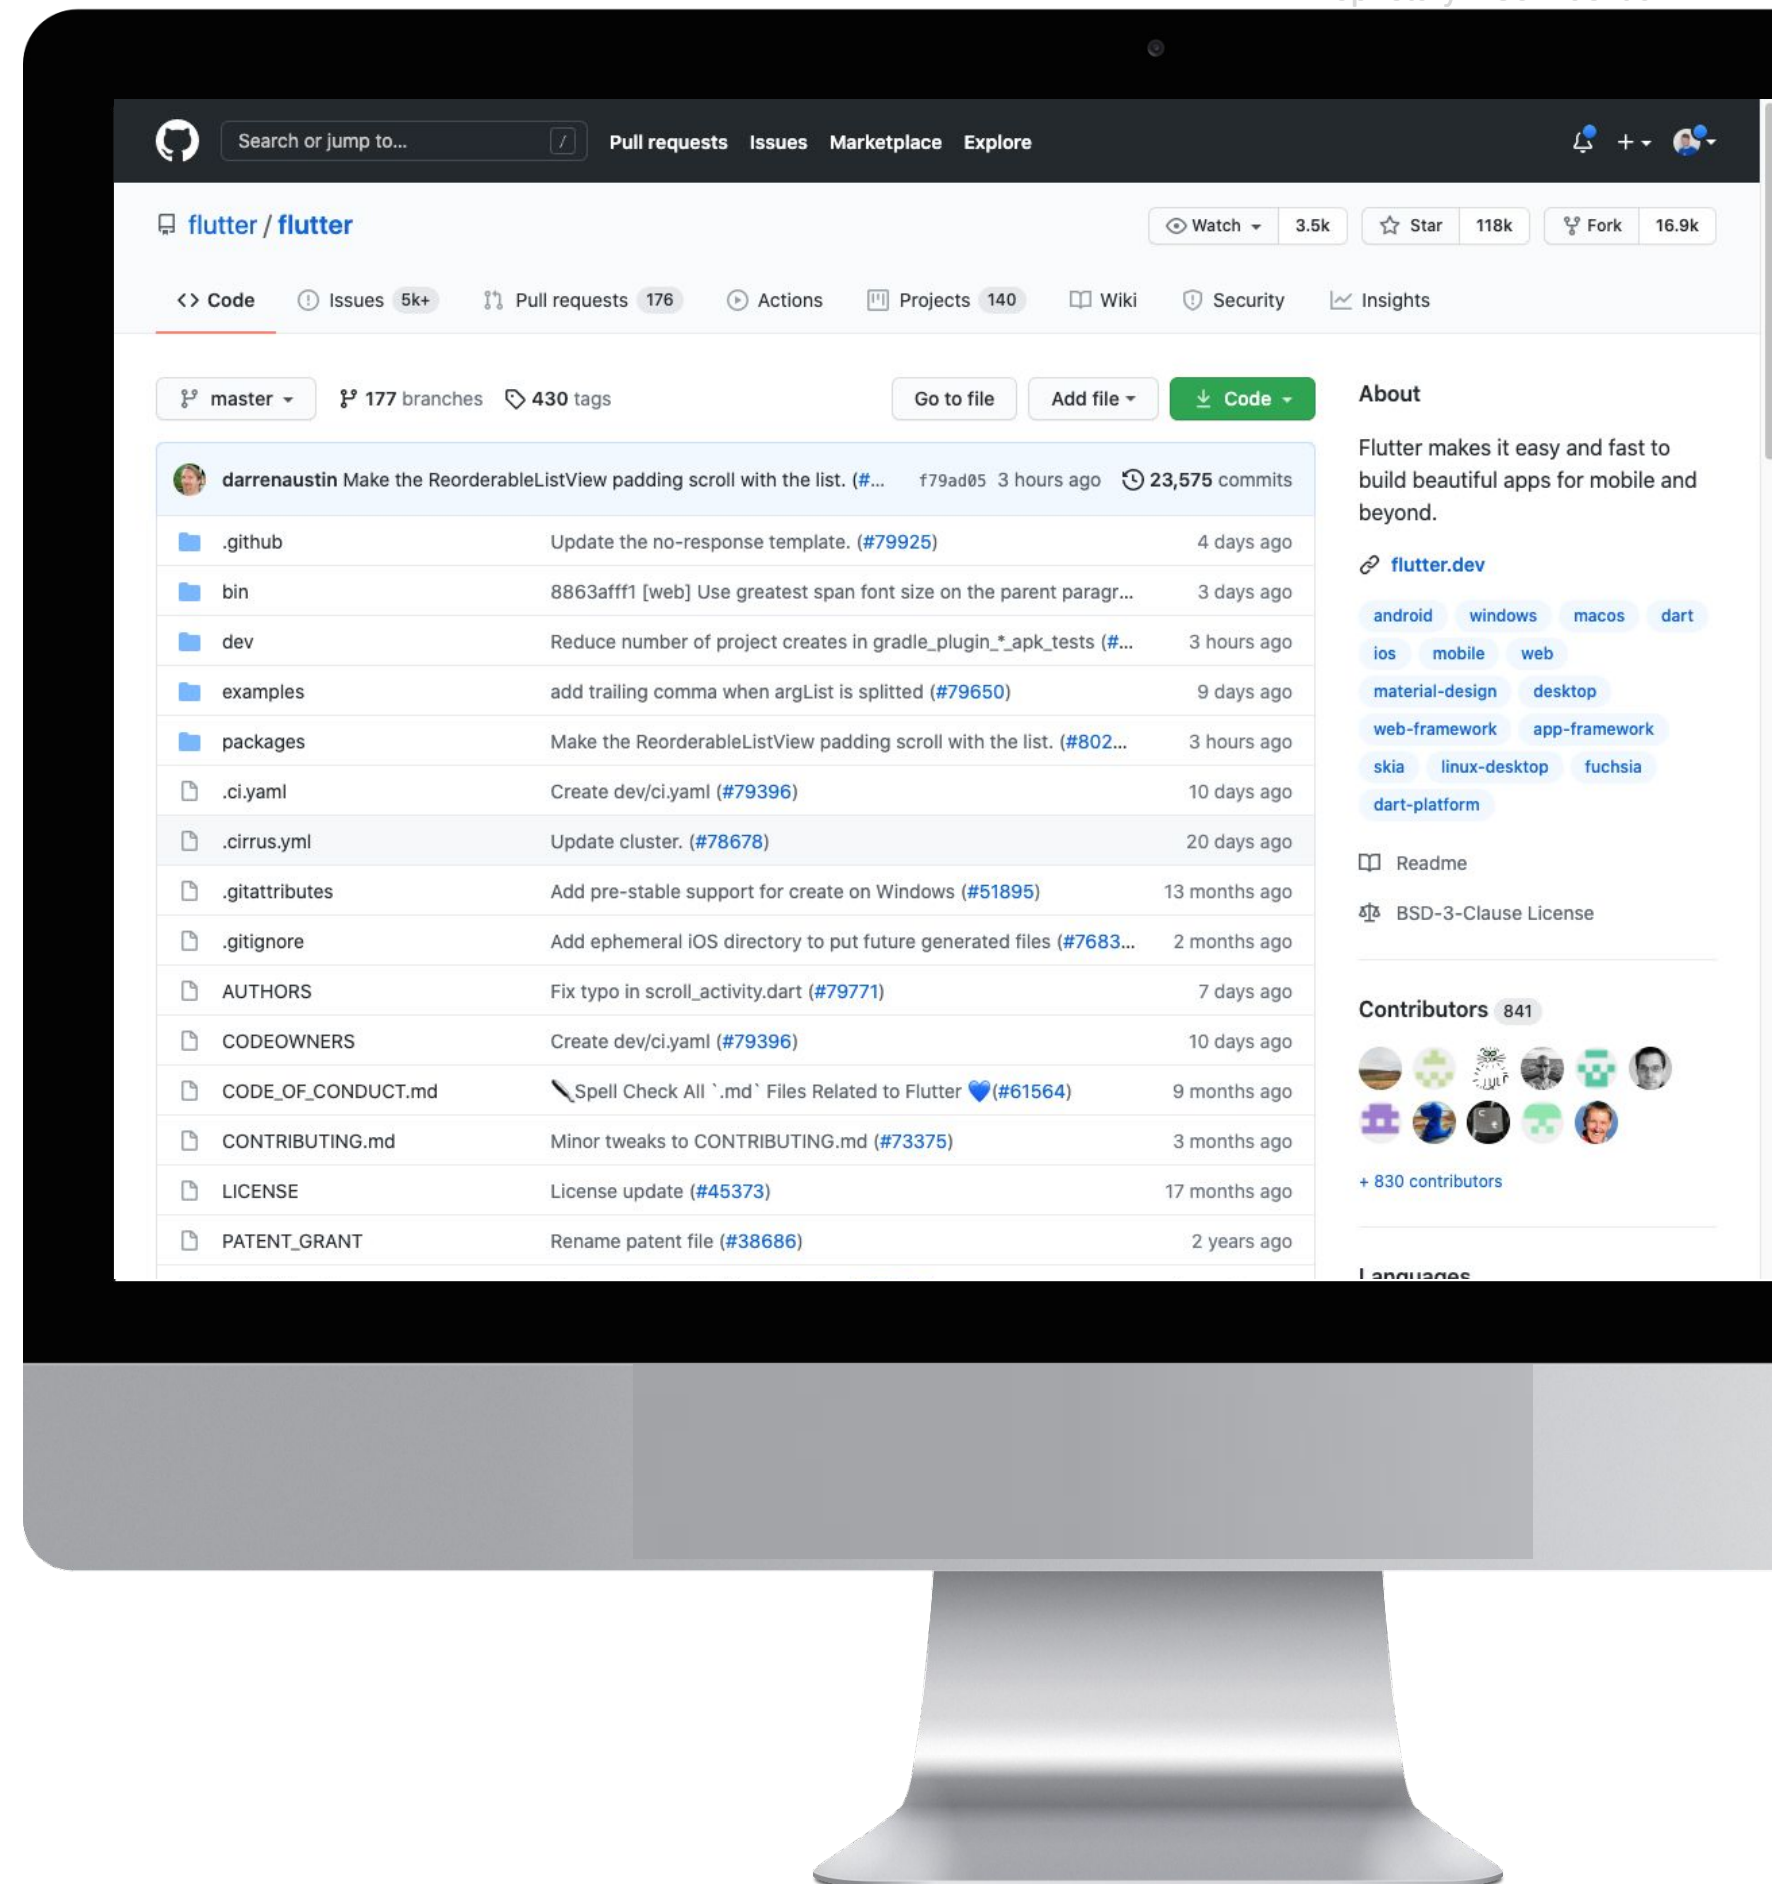 Search or jump to... / Pull requests Issues Marketplace Explore
flutter / flutter Watch 3.5k Star 118k Fork 16.9k
<> Code Issues 5k+ Pull requests 176 Actions Projects 140 Wiki Security Insights
master 177 branches 430 tags Go to file Add file Code
darrenaustin Make the ReorderableListView padding scroll with the list. (#... f79ad05 3 hours ago 23,575 commits
.github Update the no-response template. (#79925) 4 days ago
bin 8863afff1 [web] Use greatest span font size on the parent paragr... 3 days ago
dev Reduce number of project creates in gradle_plugin_*_apk_tests (#... 3 hours ago
examples add trailing comma when argList is splitted (#79650) 9 days ago
packages Make the ReorderableListView padding scroll with the list. (#802... 3 hours ago
.ci.yaml Create dev/ci.yaml (#79396) 10 days ago
.cirrus.yml Update cluster. (#78678) 20 days ago
.gitattributes Add pre-stable support for create on Windows (#51895) 13 months ago
.gitignore Add ephemeral iOS directory to put future generated files (#7683... 2 months ago
AUTHORS Fix typo in scroll_activity.dart (#79771) 7 days ago
CODEOWNERS Create dev/ci.yaml (#79396) 10 days ago
CODE_OF_CONDUCT.md Spell Check All `.md` Files Related to Flutter 💙(#61564) 9 months ago
CONTRIBUTING.md Minor tweaks to CONTRIBUTING.md (#73375) 3 months ago
LICENSE License update (#45373) 17 months ago
PATENT_GRANT Rename patent file (#38686) 2 years ago
About
Flutter makes it easy and fast to
build beautiful apps for mobile and
beyond.
flutter.dev
android windows macos dart
ios mobile web
material-design desktop
web-framework app-framework
skia linux-desktop fuchsia
dart-platform
Readme
BSD-3-Clause License
Contributors 841
+ 830 contributors
Languages